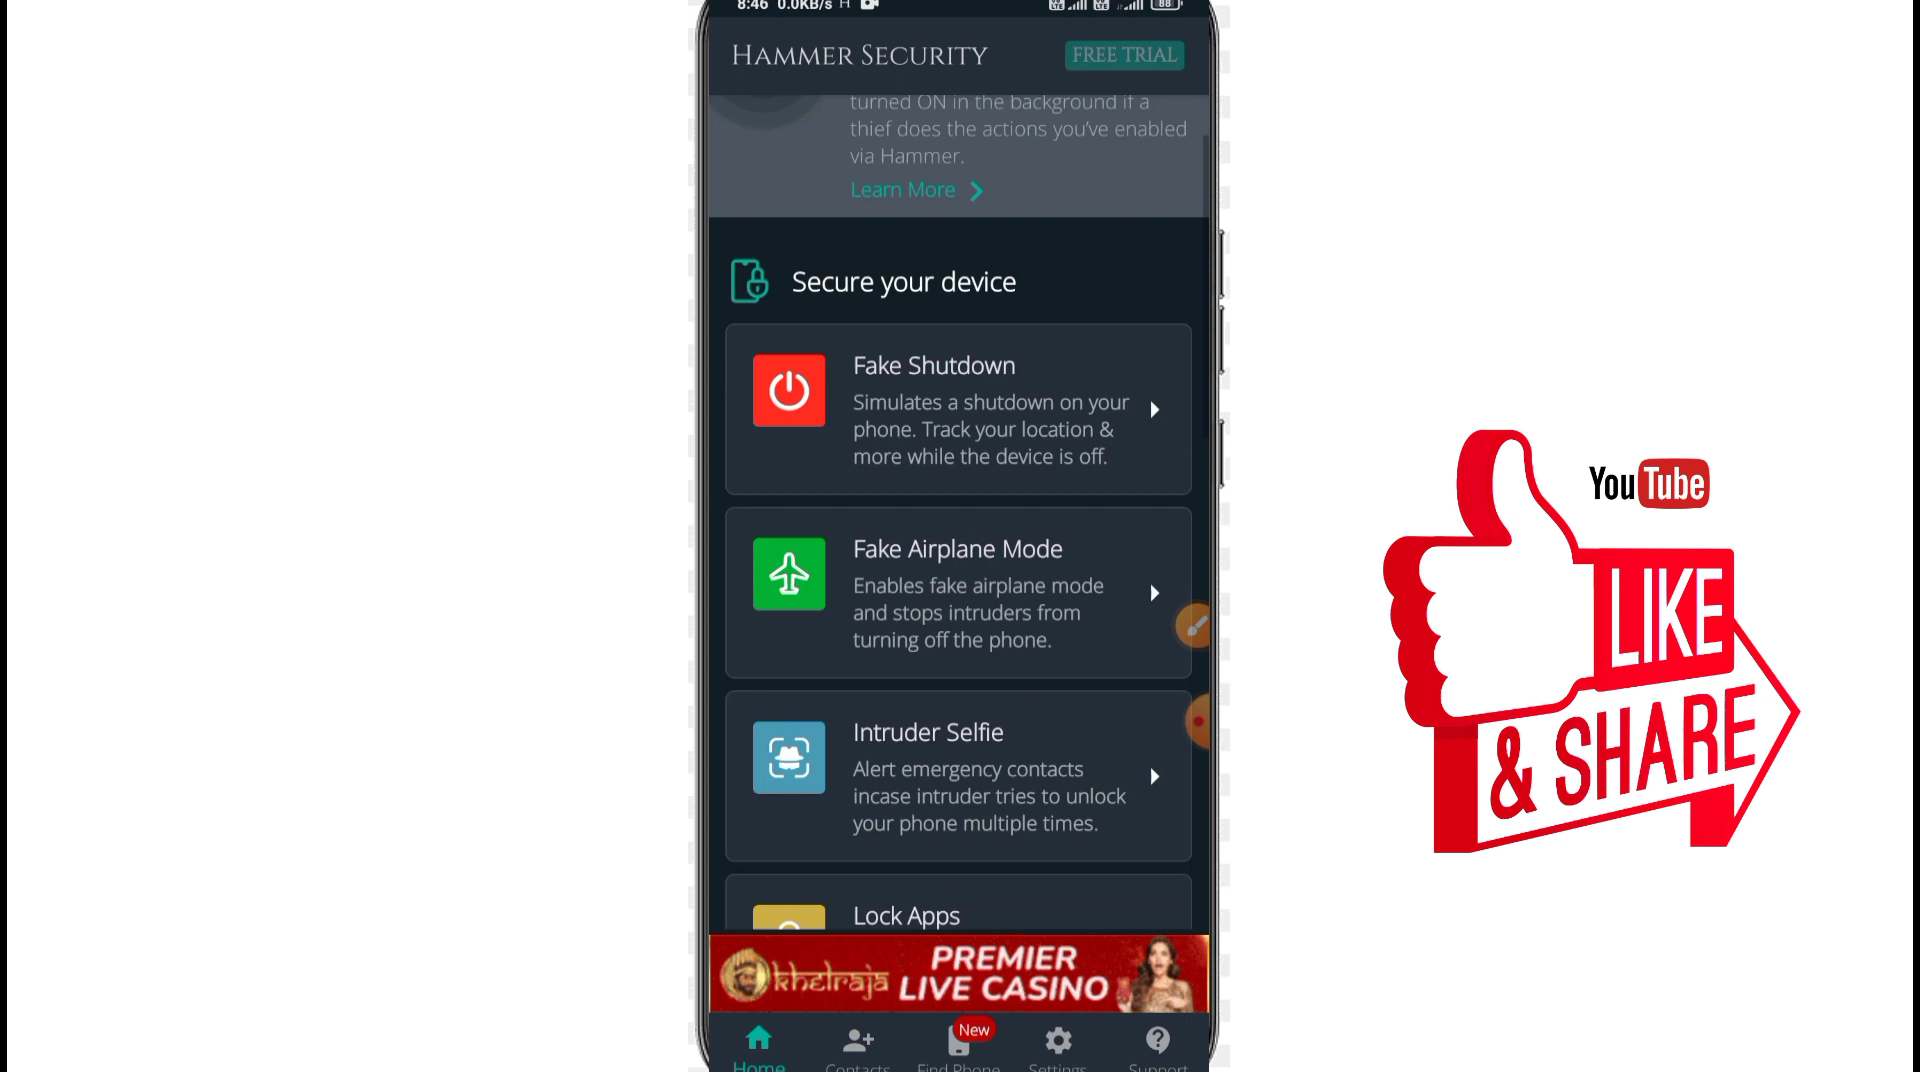 8:46 0.0KB/s H
88
HAMMER SECURITY
FREE TRIAL
turned ON in the background if a
thief does the actions you've enabled
via Hammer.
Learn More
Secure your device
Fake Shutdown
Simulates a shutdown on your
phone. Track your location &
more while the device is off.
Fake Airplane Mode
Enables fake airplane mode
and stops intruders from
turning off the phone.
Intruder Selfie
Alert emergency contacts
incase intruder tries to unlock
your phone multiple times.
Lock Apps
khelraja
PREMIER
LIVE CASINO
New
Home
Contacts
Find Phone
Settings
Support
YouTube
LIKE
& SHARE